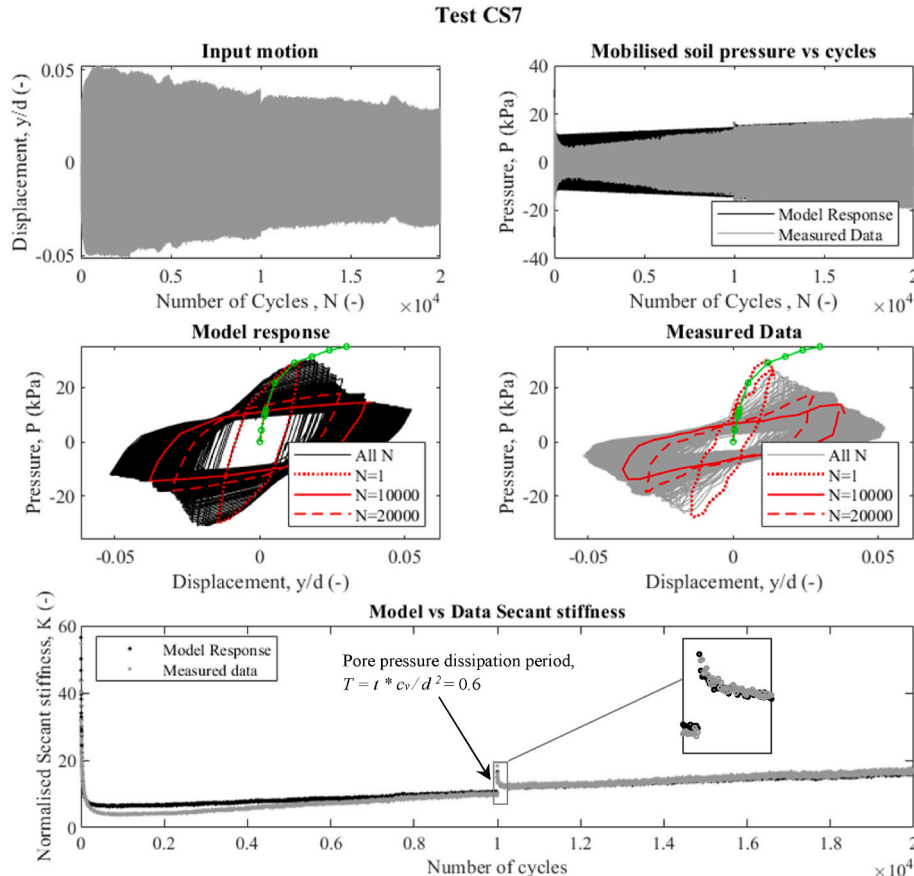 Test CS7
Input motion
Displacement, y/d (-)
0.05
0
-0.05
0 0.5 1 1.5 2
Number of Cycles , N (-)
×10⁴
Mobilised soil pressure vs cycles
Pressure, P (kPa)
40
20
0
-20
-40
Model Response
Measured Data
0 0.5 1 1.5 2
Number of Cycles , N (-)
×10⁴
Model response
Pressure, P (kPa)
20
0
-20
All N
N=1
N=10000
N=20000
-0.05 0 0.05
Displacement, y/d (-)
Measured Data
Pressure, P (kPa)
20
0
-20
All N
N=1
N=10000
N=20000
-0.05 0 0.05
Displacement, y/d (-)
Model vs Data Secant stiffness
Normalised Secant stiffness, K (-)
60
40
20
0
Model Response
Measured data
Pore pressure dissipation period,
T = t * cᵥ / d ² = 0.6
0 0.2 0.4 0.6 0.8 1 1.2 1.4 1.6 1.8 2
Number of cycles
×10⁴